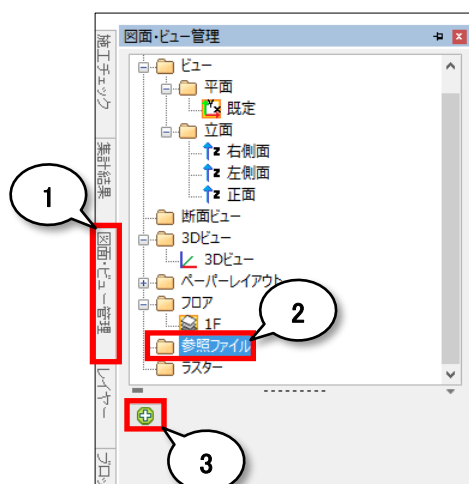 図面・ビュー管理
施工チェック
集計結果
図面・ビュー管理
レイヤー
ブロッ
ビュー
平面
既定
立面
右側面
左側面
正面
断面ビュー
3Dビュー
3Dビュー
ペーパーレイアウト
フロア
1F
参照ファイル
ラスター
1
2
3